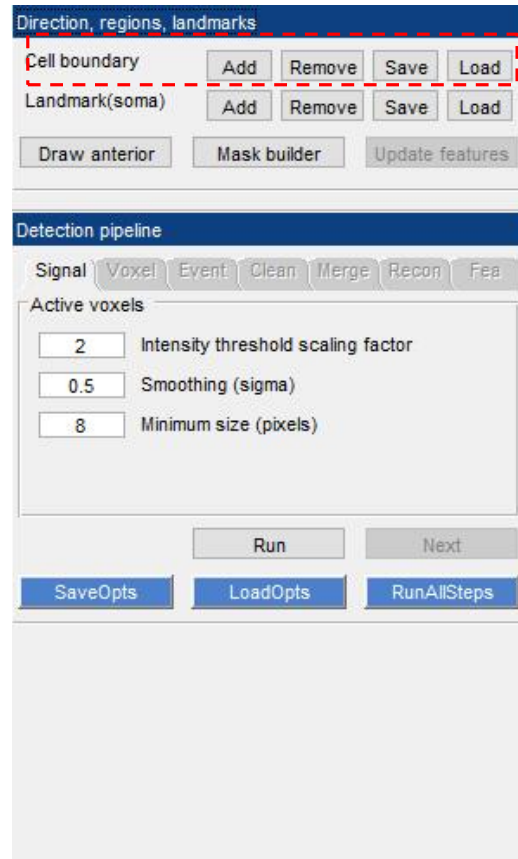 Direction, regions, landmarks
Cell boundary Add Remove Save Load
Landmark(soma) Add Remove Save Load
Draw anterior Mask builder Update features
Detection pipeline
Signal Voxel Event Clean Merge Recon Fea
Active voxels
2 Intensity threshold scaling factor
0.5 Smoothing (sigma)
8 Minimum size (pixels)
Run Next
SaveOpts LoadOpts RunAllSteps